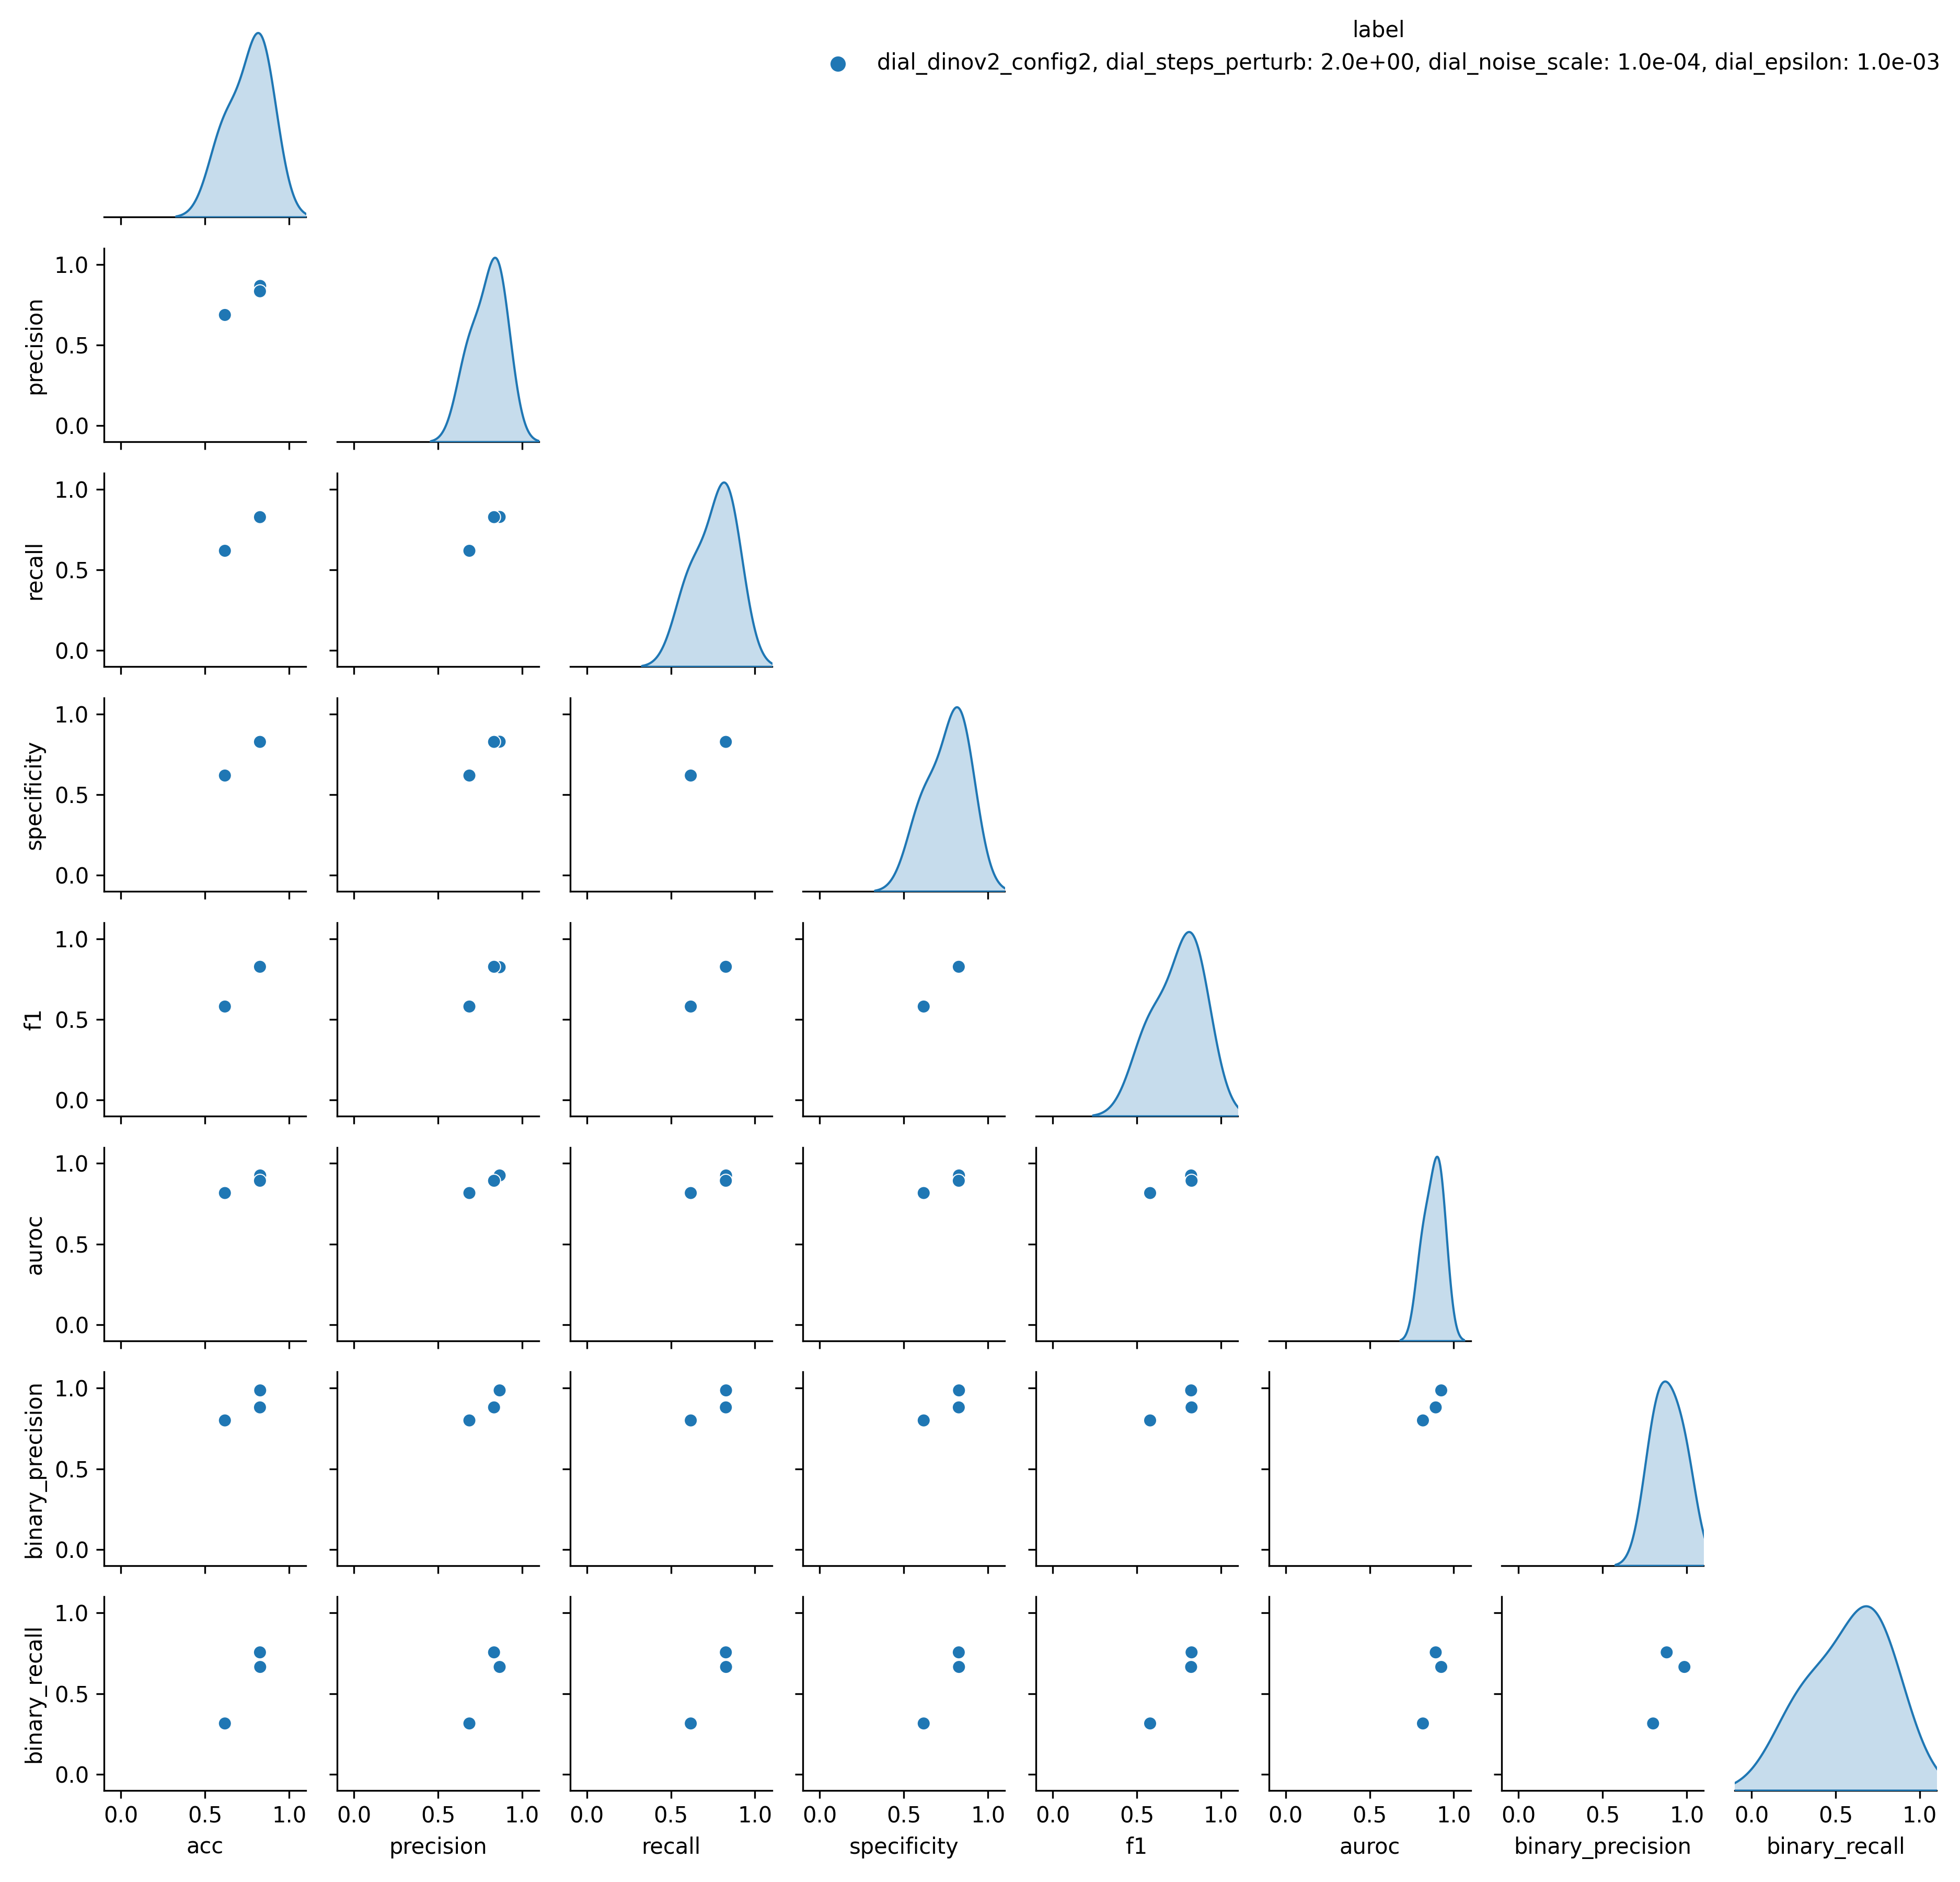 label
dial_dinov2_config2, dial_steps_perturb: 2.0e+00, dial_noise_scale: 1.0e-04, dial_epsilon: 1.0e-03
1.0
0.5
0.0
precision
1.0
0.5
0.0
recall
1.0
0.5
0.0
specificity
1.0
0.5
0.0
f1
1.0
0.5
0.0
auroc
1.0
0.5
0.0
binary_precision
1.0
0.5
0.0
binary_recall
0.0 0.5 1.0 0.0 0.5 1.0 0.0 0.5 1.0 0.0 0.5 1.0 0.0 0.5 1.0 0.0 0.5 1.0 0.0 0.5 1.0 0.0 0.5 1.0
acc precision recall specificity f1 auroc binary_precision binary_recall